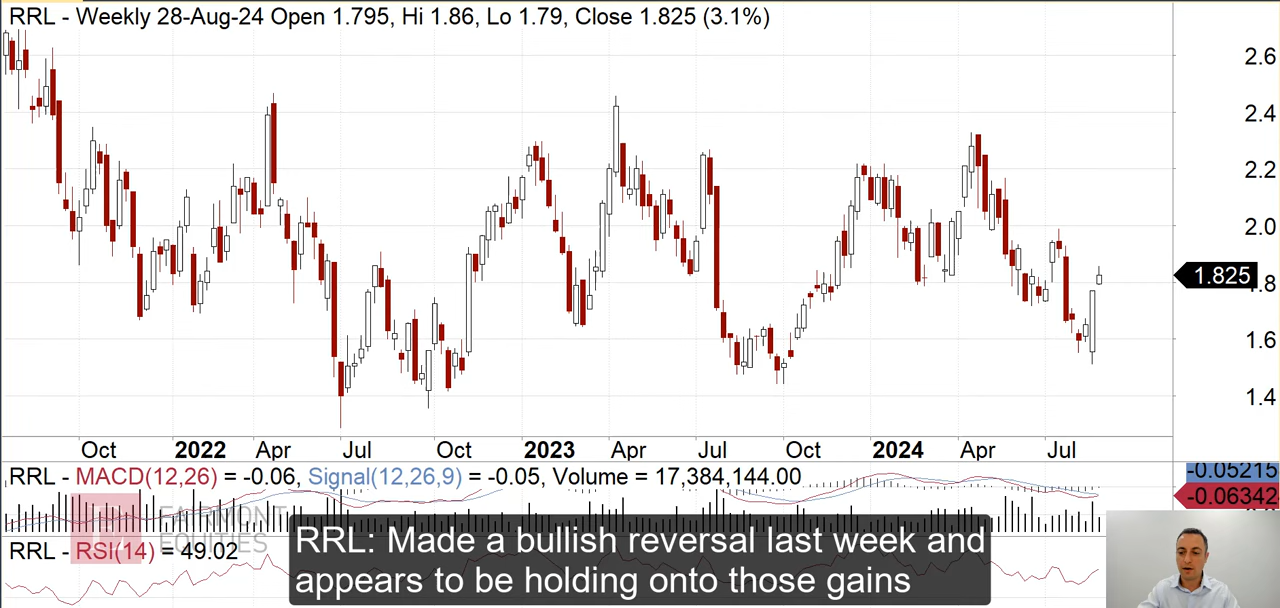 RRL - Weekly 28-Aug-24 Open 1.795, Hi 1.86, Lo 1.79, Close 1.825 (3.1%)
2.6
2.4
2.2
2.0
1.825
1.8
1.6
1.4
Oct 2022 Apr Jul Oct 2023 Apr Jul Oct 2024 Apr Jul
RRL - MACD(12,26) = -0.06, Signal(12,26,9) = -0.05, Volume = 17,384,144.00
-0.05215
-0.06342
FAIRMONT
EQUITIES
RRL - RSI(14) = 49.02
RRL: Made a bullish reversal last week and
appears to be holding onto those gains